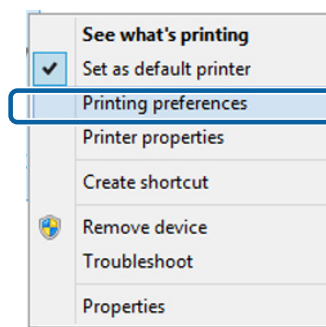 See what's printing
Set as default printer
Printing preferences
Printer properties
Create shortcut
Remove device
Troubleshoot
Properties